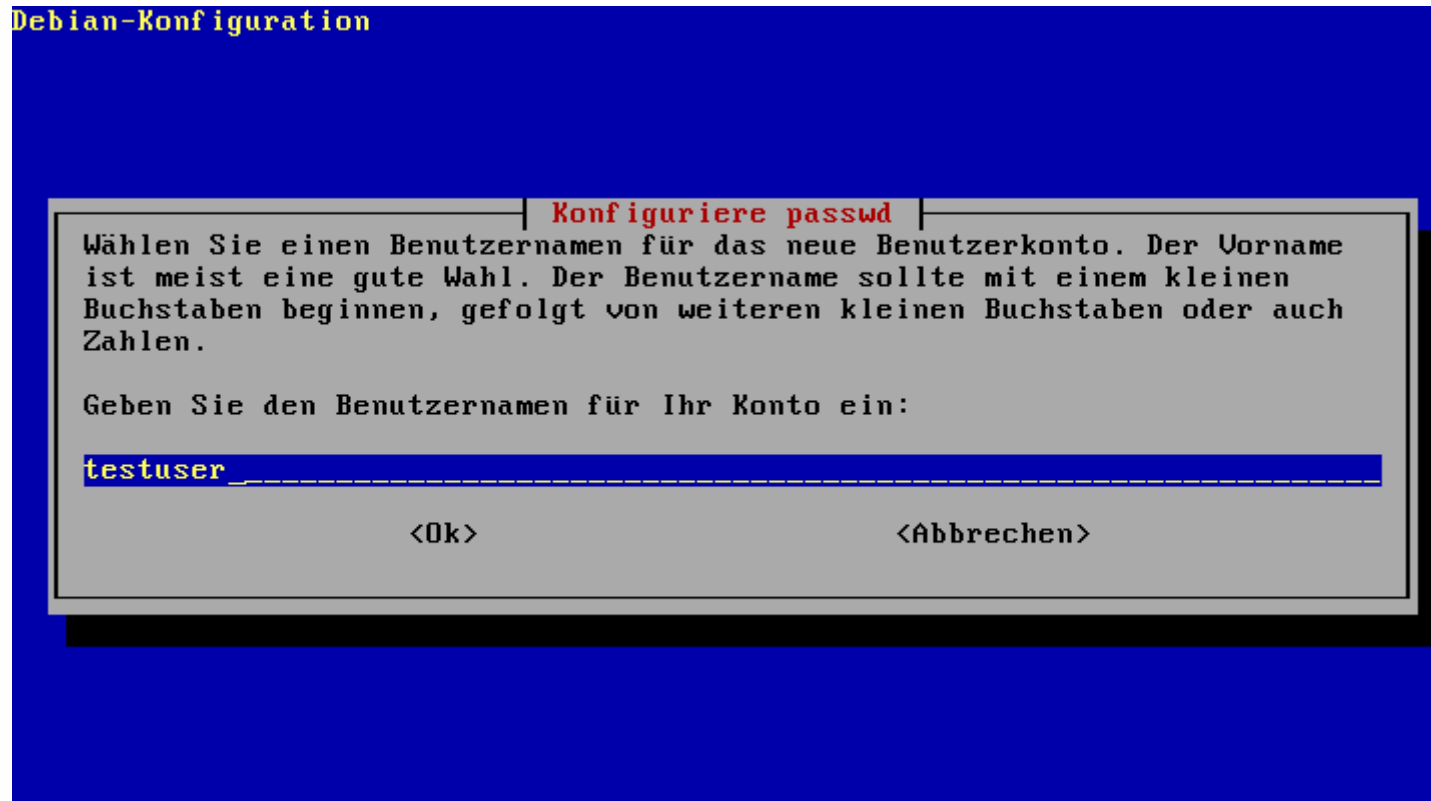 Debian-Konfiguration
Konfiguriere passwd
Wählen Sie einen Benutzernamen für das neue Benutzerkonto. Der Vorname
ist meist eine gute Wahl. Der Benutzername sollte mit einem kleinen
Buchstaben beginnen, gefolgt von weiteren kleinen Buchstaben oder auch
Zahlen.
Geben Sie den Benutzernamen für Ihr Konto ein:
testuser
<Ok> <Abbrechen>